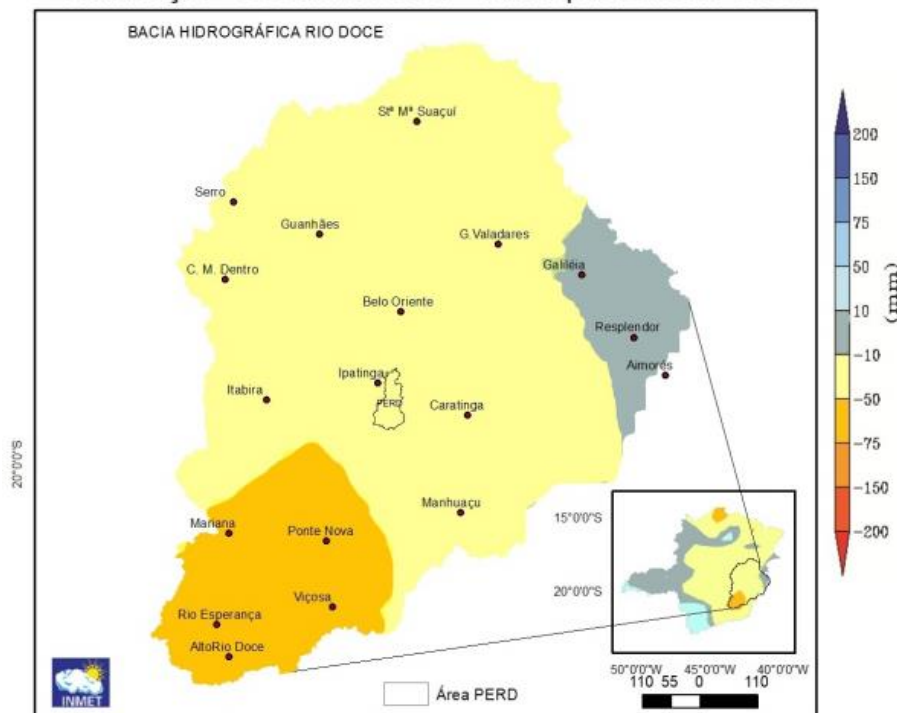 BACIA HIDROGRÁFICA RIO DOCE
Stª Mª Suaçuí
Serro
Guanhães
G.Valadares
C. M. Dentro
Galiléia
Belo Oriente
Resplendor
Aimorés
Ipatinga
PERD
Itabira
Caratinga
Manhuaçu
Mariana
Ponte Nova
Viçosa
Rio Esperança
AltoRio Doce
20°0'0"S
200
150
75
50
10
-10
-50
-75
-150
-200
(mm)
15°0'0"S
20°0'0"S
50°0'0"W 45°0'0"W 40°0'0"W
110 55 0 110
INMET
Área PERD